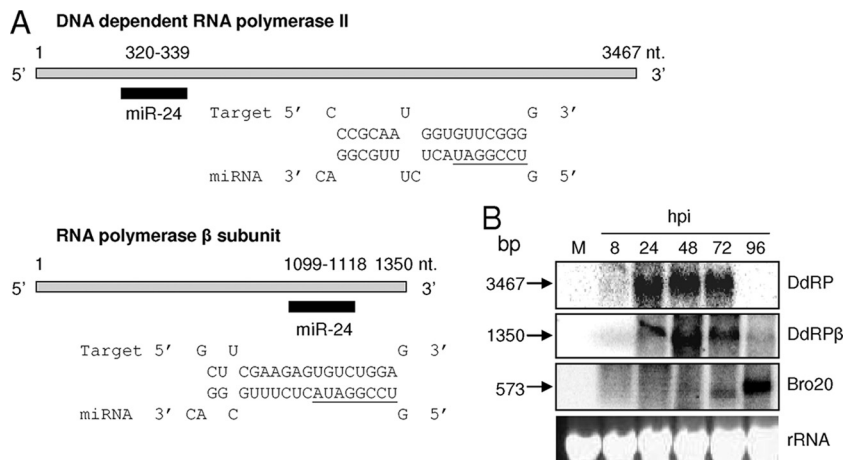 A
DNA dependent RNA polymerase II
1 320-339 3467 nt.
5′ 3′
miR-24
Target 5′ C U G 3′
CCGCAA GGUGUUCGGG
GGCGUU UCAUAGGCCU
miRNA 3′ CA UC G 5′
RNA polymerase β subunit
1 1099-1118 1350 nt.
5′ 3′
miR-24
Target 5′ G U G 3′
CU CGAAGAGUGUCUGGA
GG GUUUCUCAUAGGCCU
miRNA 3′ CA C G 5′
B
hpi
bp M 8 24 48 72 96
3467 DdRP
1350 DdRPβ
573 Bro20
rRNA